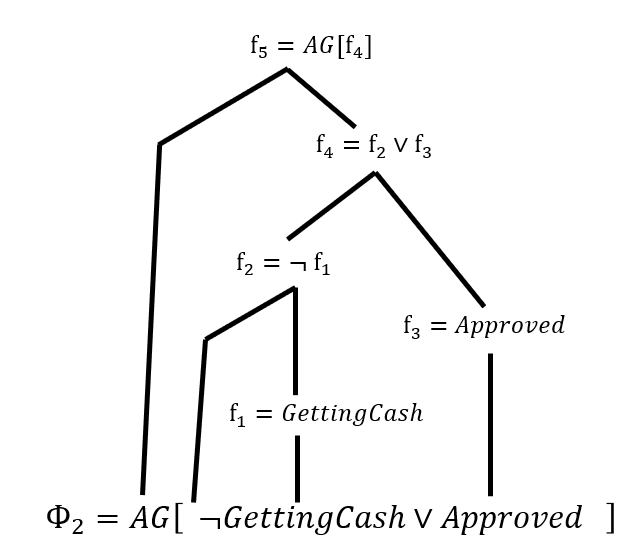 f₅ = AG[f₄]
f₄ = f₂ ∨ f₃
f₂ = ¬ f₁
f₃ = Approved
f₁ = GettingCash
Φ₂ = AG[ ¬GettingCash ∨ Approved ]